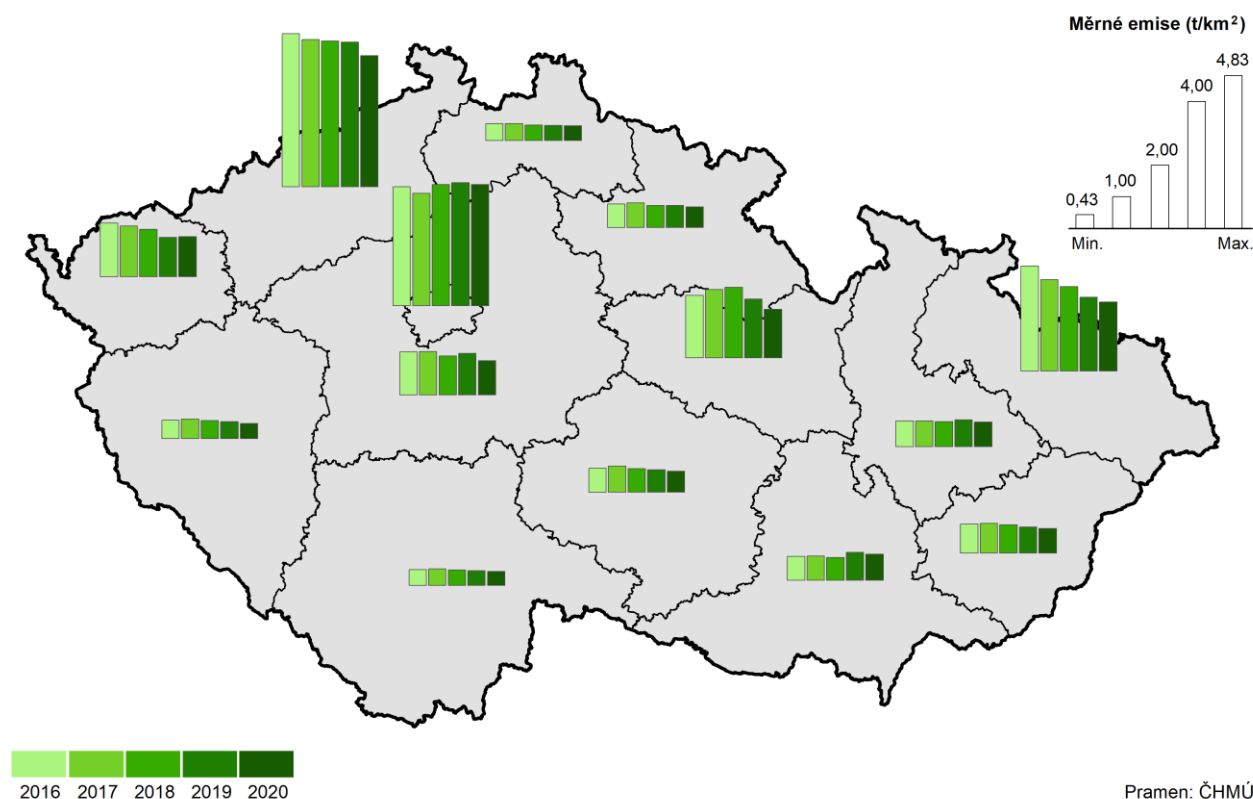 Měrné emise (t/km²)
4,83
4,00
2,00
1,00
0,43
Min. Max.
2016 2017 2018 2019 2020
Pramen: ČHMÚ